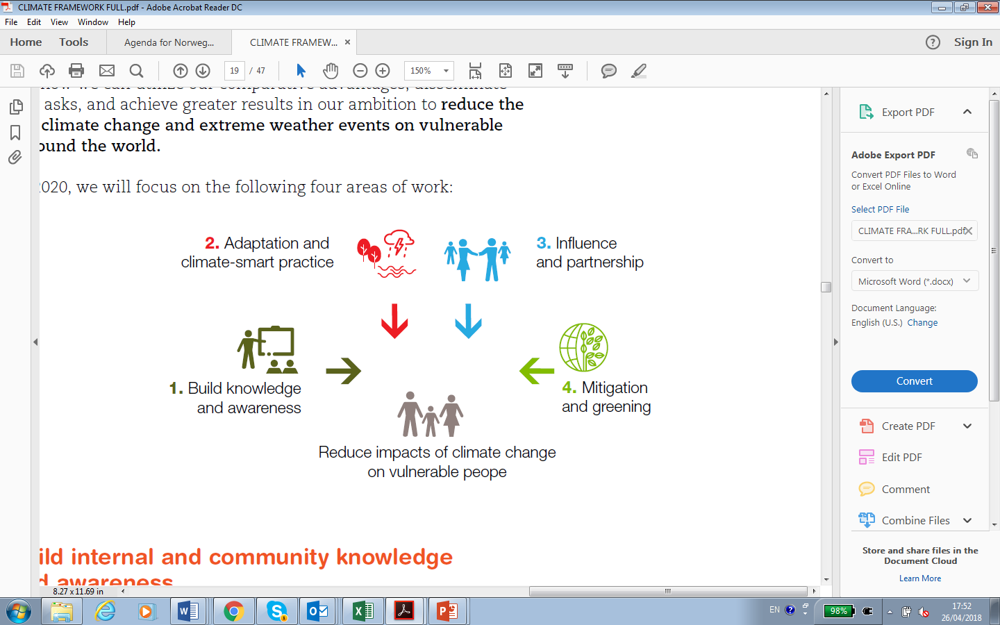 CLIMATE FRAMEWORK FULL.pdf - Adobe Acrobat Reader DC
File Edit View Window Help
Home Tools Agenda for Norweg... CLIMATE FRAMEW... × Sign In
19 / 47 150%
asks, and achieve greater results in our ambition to reduce the
climate change and extreme weather events on vulnerable
ound the world.
2020, we will focus on the following four areas of work:
2. Adaptation and
climate-smart practice
3. Influence
and partnership
1. Build knowledge
and awareness
4. Mitigation
and greening
Reduce impacts of climate change
on vulnerable peope
ild internal and community knowledge
d awareness
8.27 x 11.69 in
Export PDF
Adobe Export PDF
Convert PDF Files to Word
or Excel Online
Select PDF File
CLIMATE FRA...RK FULL.pdf
Convert to
Microsoft Word (*.docx)
Document Language:
English (U.S.) Change
Convert
Create PDF
Edit PDF
Comment
Combine Files
Store and share files in the
Document Cloud
Learn More
EN 98% 17:52
26/04/2018